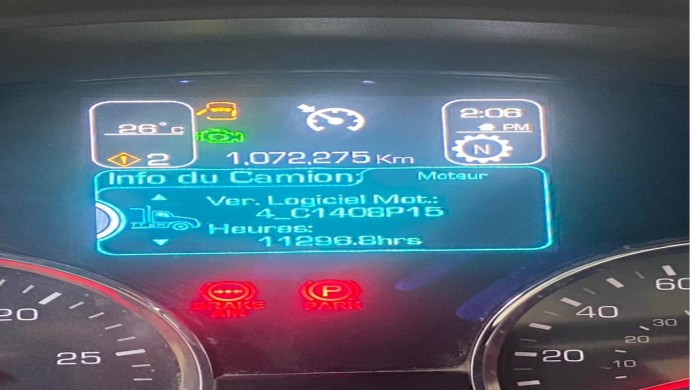 26°C
2:06
PM
N
2
1,072,275 Km
Info du Camion:
Moteur
Ver. Logiciel Mot.:
4_C1408P15
Heures:
11296.8hrs
BRAKE
AIR
P
PARK
20
25
60
40
20
30
10